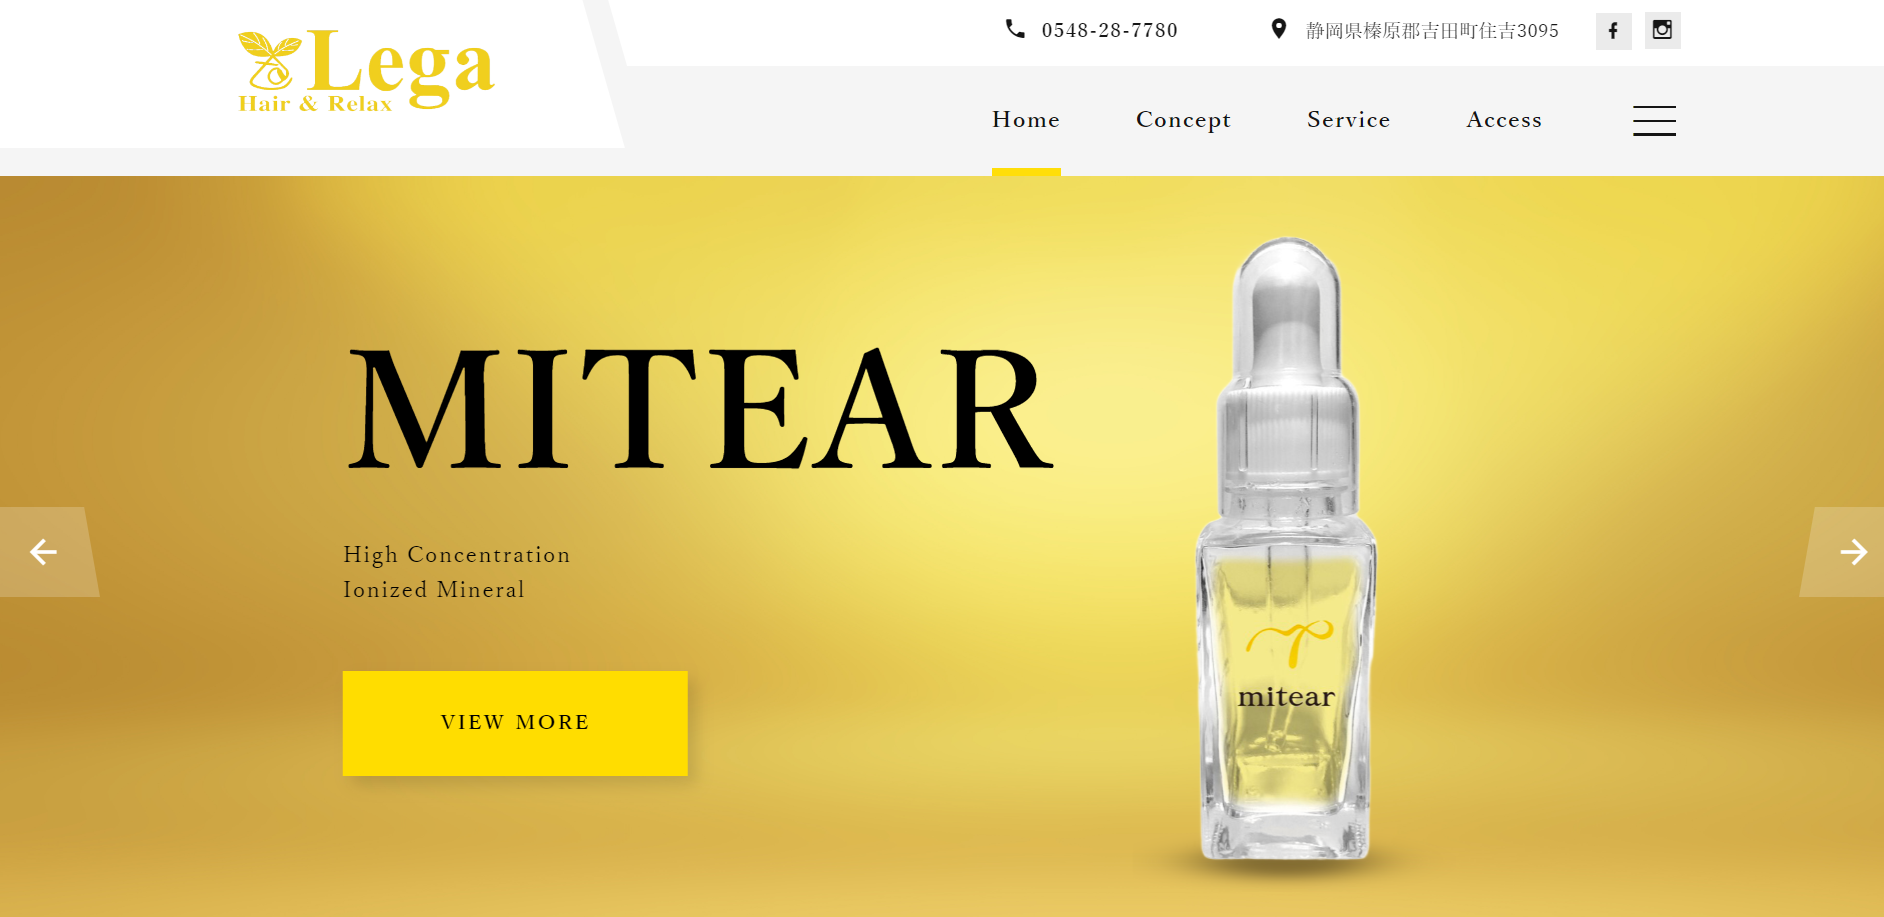 Lega
Hair & Relax
0548-28-7780
静岡県榛原郡吉田町住吉3095
Home
Concept
Service
Access
MITEAR
High Concentration
Ionized Mineral
VIEW MORE
mitear